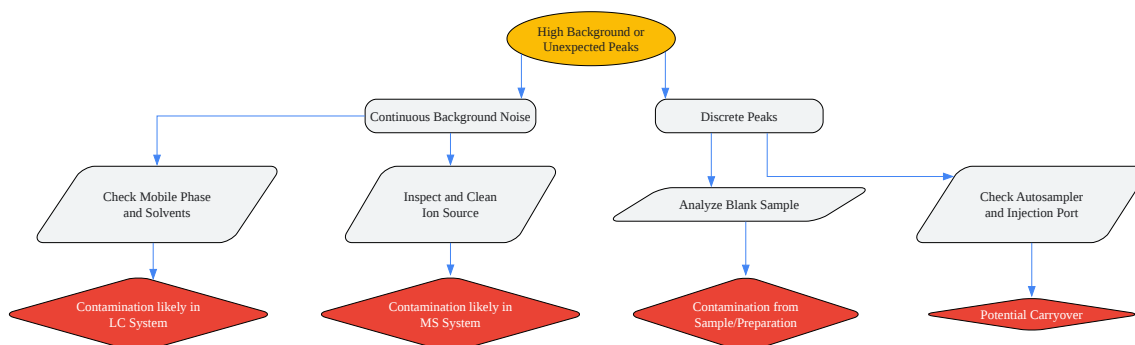 High Background or
Unexpected Peaks
Continuous Background Noise
Discrete Peaks
Check Mobile Phase
and Solvents
Inspect and Clean
Ion Source
Analyze Blank Sample
Check Autosampler
and Injection Port
Contamination likely in
LC System
Contamination likely in
MS System
Contamination from
Sample/Preparation
Potential Carryover